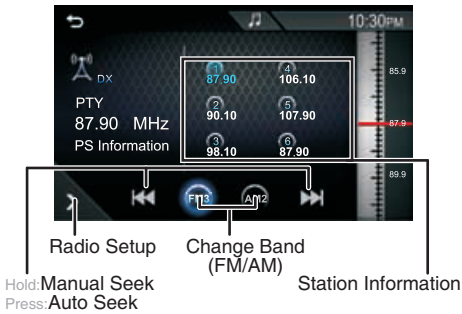 10:30PM
DX
PTY
87.90 MHz
PS Information
1
87.90
4
106.10
2
90.10
5
107.90
3
98.10
6
87.90
85.9
87.9
89.9
FM3
AM2
Radio Setup
Change Band
(FM/AM)
Station Information
Hold:Manual Seek
Press:Auto Seek